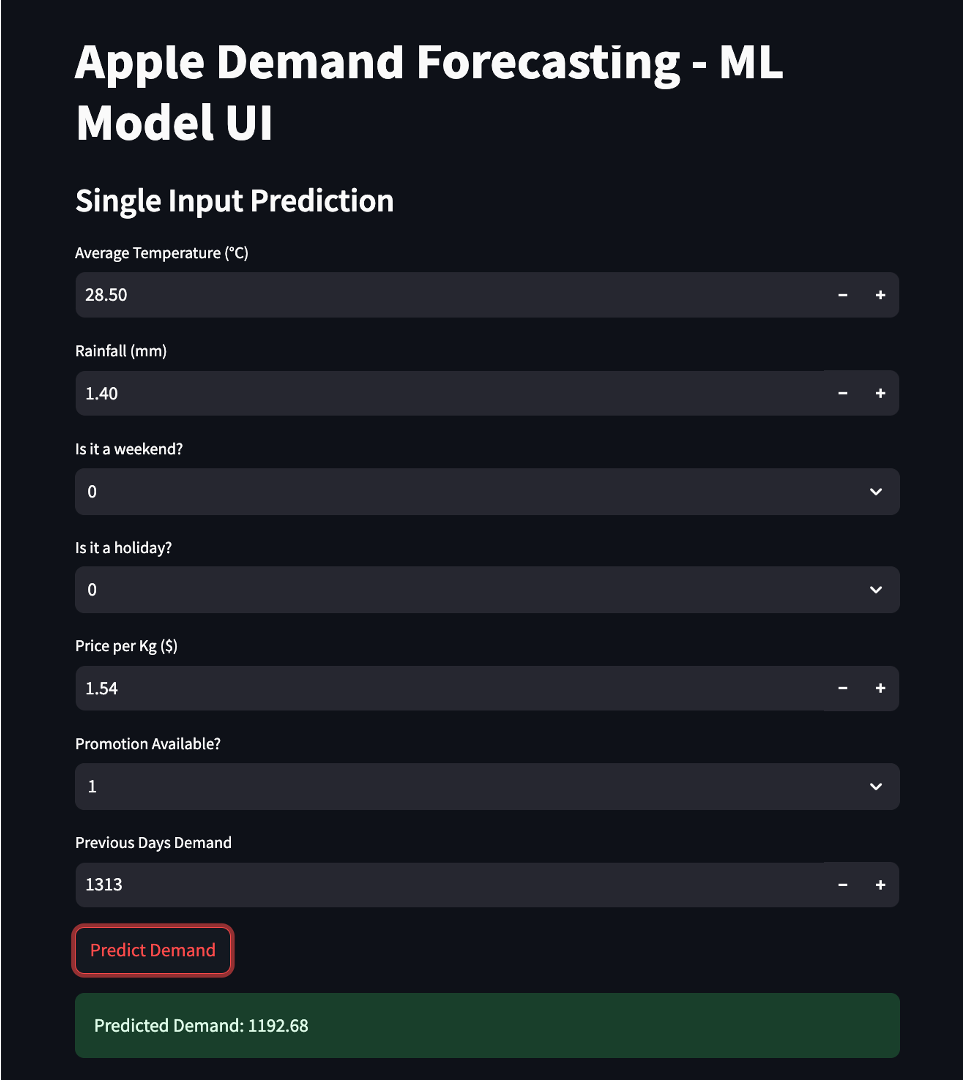 Apple Demand Forecasting - ML
Model UI
Single Input Prediction
Average Temperature (°C)
28.50
Rainfall (mm)
1.40
Is it a weekend?
0
Is it a holiday?
0
Price per Kg ($)
1.54
Promotion Available?
1
Previous Days Demand
1313
Predict Demand
Predicted Demand: 1192.68